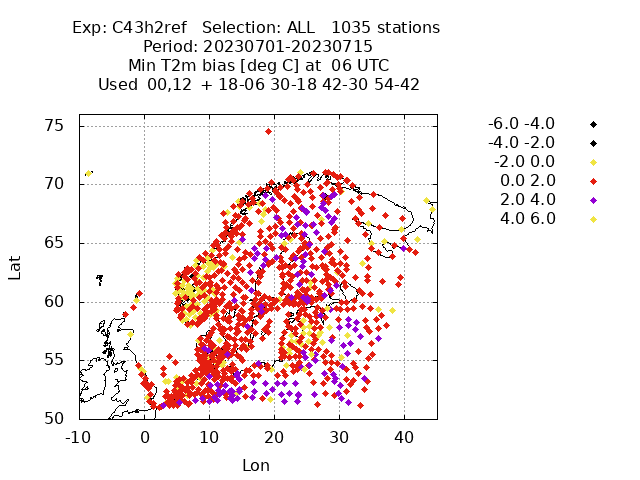 Exp: C43h2ref   Selection: ALL   1035 stations
Period: 20230701-20230715
Min T2m bias [deg C] at  06 UTC
Used  00,12  + 18-06 30-18 42-30 54-42
-6.0 -4.0
-4.0 -2.0
-2.0 0.0
0.0 2.0
2.0 4.0
4.0 6.0
75
70
65
60
55
50
Lat
-10 0 10 20 30 40
Lon